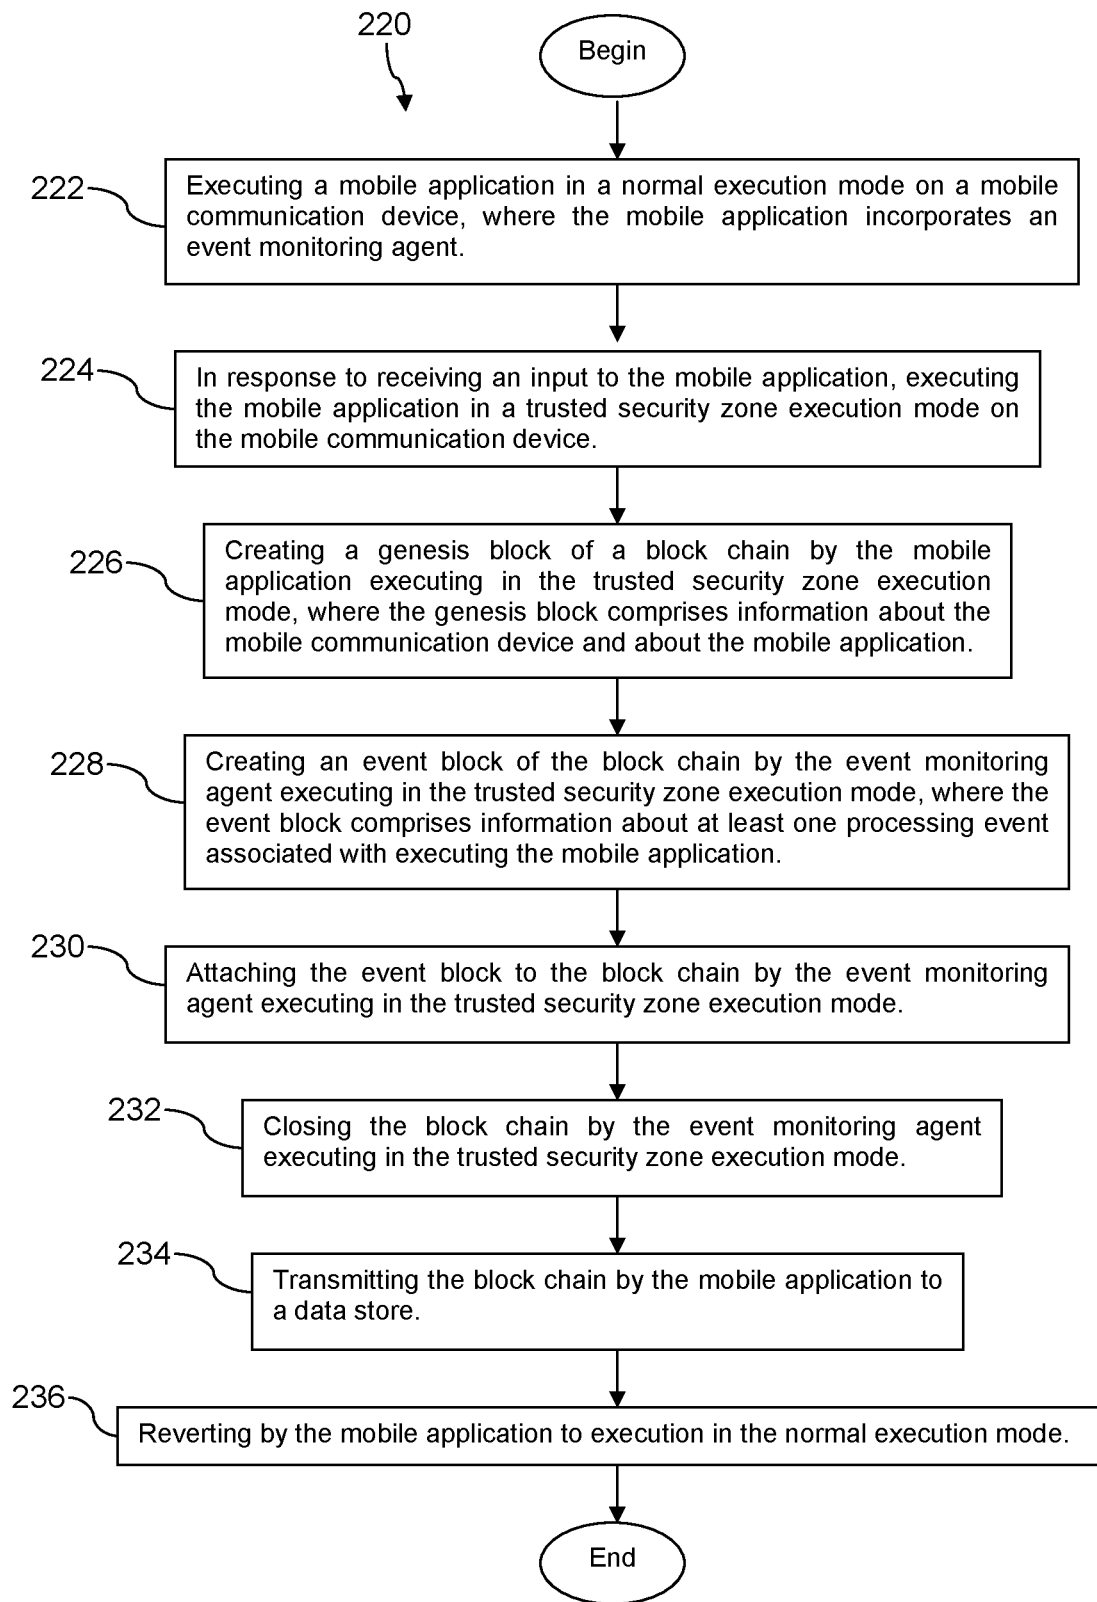 220
Begin
222
Executing a mobile application in a normal execution mode on a mobile
communication device, where the mobile application incorporates an
event monitoring agent.
224
In response to receiving an input to the mobile application, executing
the mobile application in a trusted security zone execution mode on
the mobile communication device.
226
Creating a genesis block of a block chain by the mobile
application executing in the trusted security zone execution
mode, where the genesis block comprises information about the
mobile communication device and about the mobile application.
228
Creating an event block of the block chain by the event monitoring
agent executing in the trusted security zone execution mode, where the
event block comprises information about at least one processing event
associated with executing the mobile application.
230
Attaching the event block to the block chain by the event monitoring
agent executing in the trusted security zone execution mode.
232
Closing the block chain by the event monitoring agent
executing in the trusted security zone execution mode.
234
Transmitting the block chain by the mobile application to
a data store.
236
Reverting by the mobile application to execution in the normal execution mode.
End